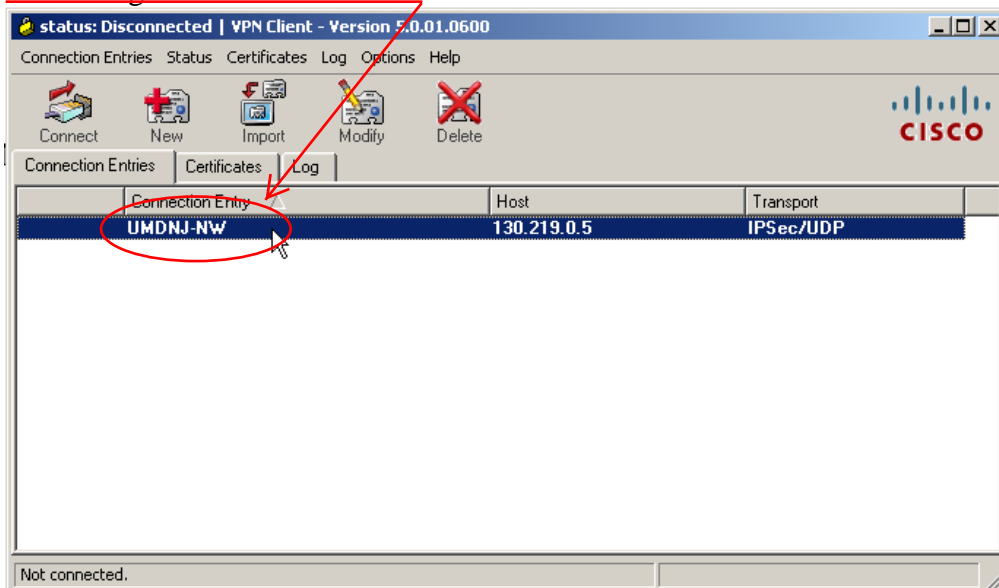 status: Disconnected | VPN Client - Version 5.0.01.0600
Connection Entries Status Certificates Log Options Help
Connect New Import Modify Delete
CISCO
Connection Entries Certificates Log
Connection Entry Host Transport
UMDNJ-NW 130.219.0.5 IPSec/UDP
Not connected.